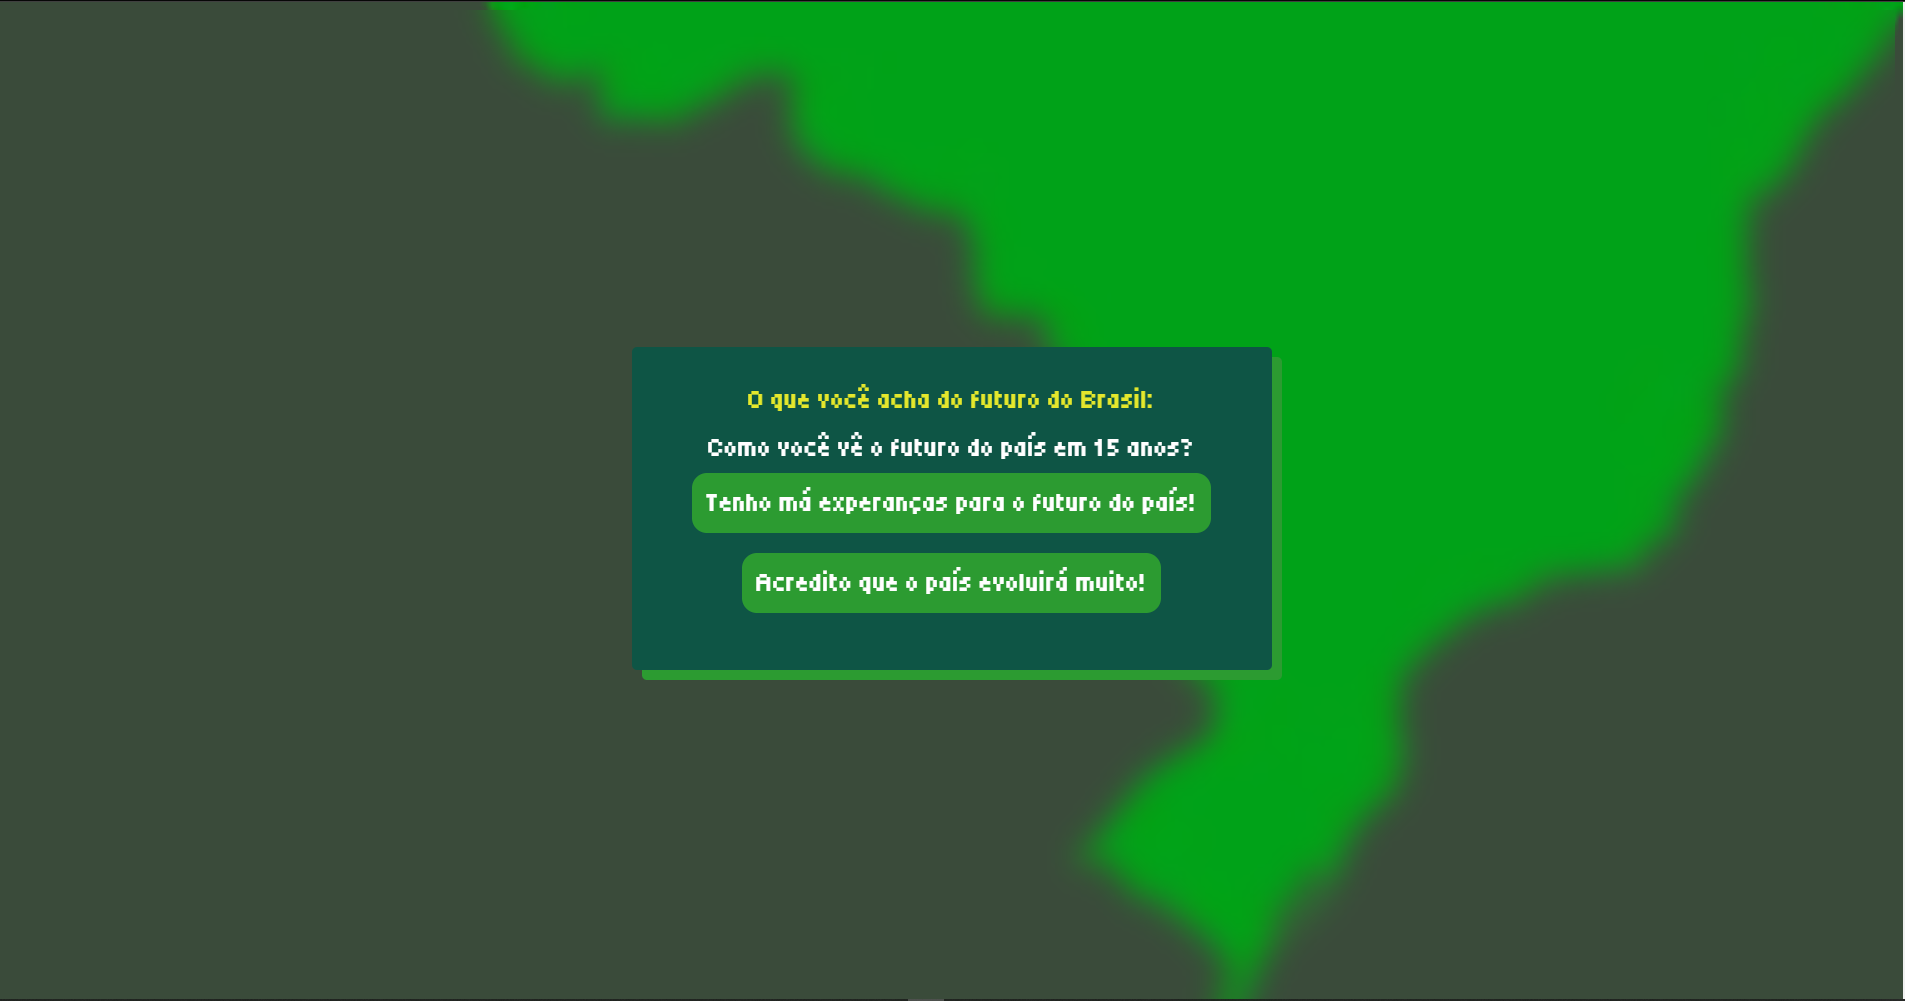 O que você acha do futuro do Brasil:
Como você vê o futuro do país em 15 anos?
Tenho má experanças para o futuro do país!
Acredito que o país evoluirá muito!